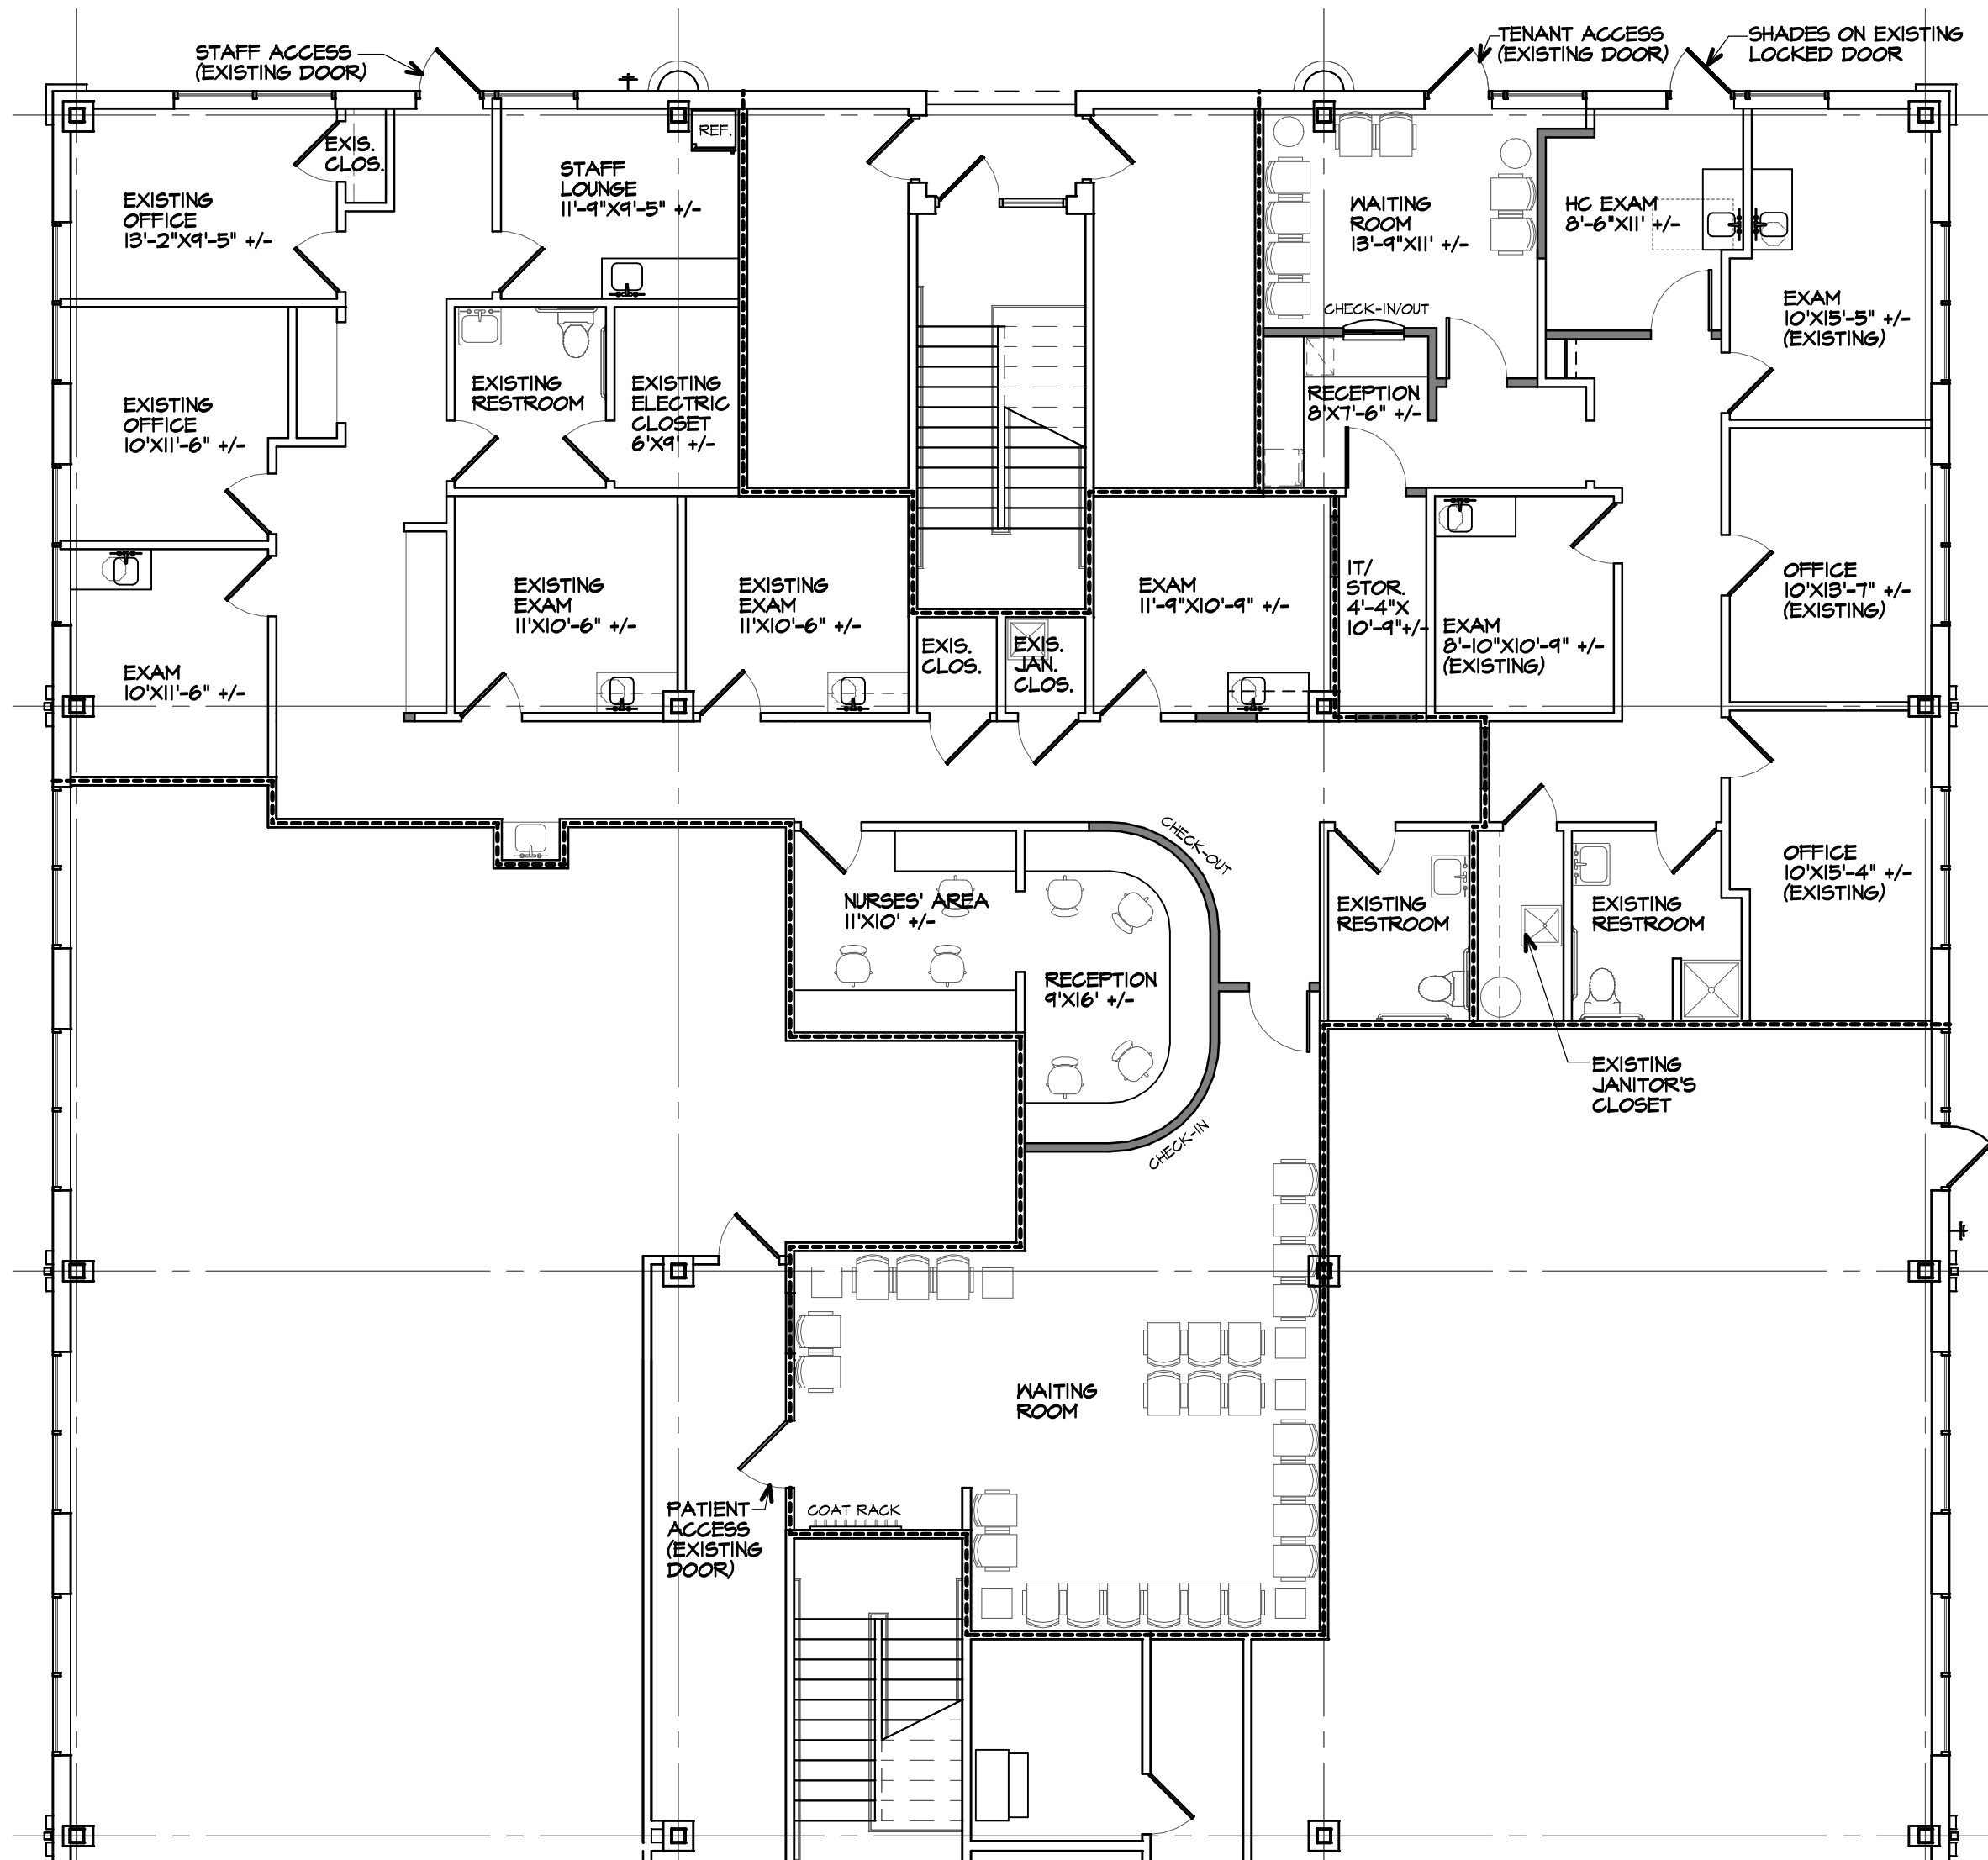 STAFF ACCESS
(EXISTING DOOR)
TENANT ACCESS
(EXISTING DOOR)
SHADES ON EXISTING
LOCKED DOOR
EXIS.
CLOS.
REF.
STAFF
LOUNGE
11'-9"X9'-5" +/-
EXISTING
OFFICE
13'-2"X9'-5" +/-
WAITING
ROOM
13'-9"X11' +/-
HC EXAM
8'-6"X11' +/-
EXAM
10'X15'-5" +/-
(EXISTING)
CHECK-IN/OUT
EXISTING
OFFICE
10'X11'-6" +/-
EXISTING
RESTROOM
EXISTING
ELECTRIC
CLOSET
6'X9' +/-
RECEPTION
8'X7'-6" +/-
EXISTING
EXAM
11'X10'-6" +/-
EXISTING
EXAM
11'X10'-6" +/-
EXAM
11'-9"X10'-9" +/-
IT/
STOR.
4'-4"X
10'-9"+/-
EXAM
8'-10"X10'-9" +/-
(EXISTING)
OFFICE
10'X13'-7" +/-
(EXISTING)
EXAM
10'X11'-6" +/-
EXIS.
CLOS.
EXIS.
JAN.
CLOS.
CHECK-OUT
NURSES' AREA
11'X10' +/-
RECEPTION
9'X16' +/-
EXISTING
RESTROOM
EXISTING
RESTROOM
OFFICE
10'X15'-4" +/-
(EXISTING)
EXISTING
JANITOR'S
CLOSET
CHECK-IN
WAITING
ROOM
PATIENT
ACCESS
(EXISTING
DOOR)
COAT RACK